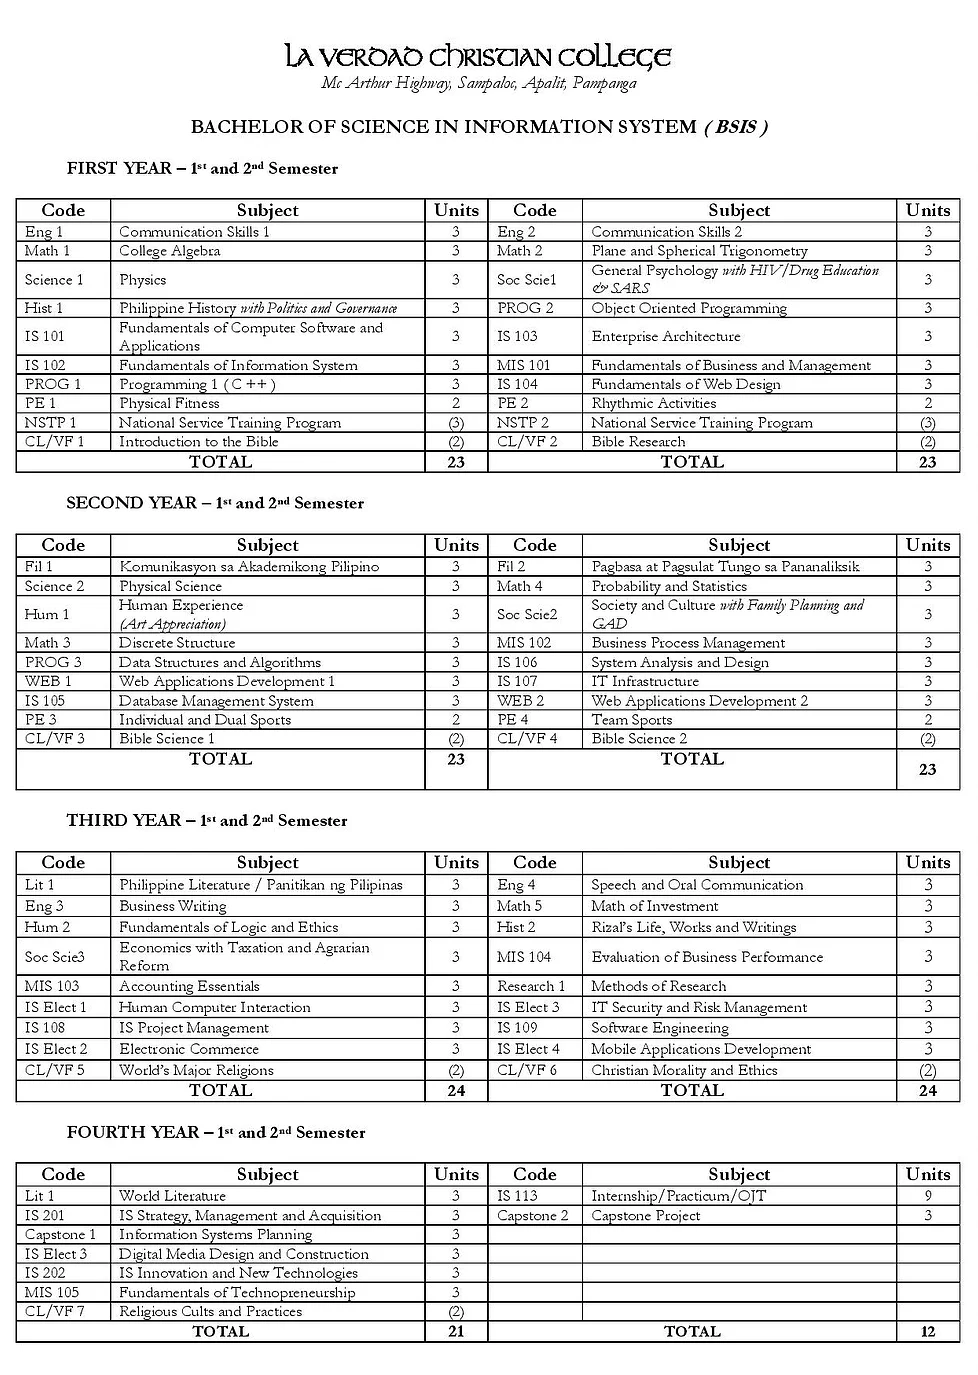 La Verdad Christian College
Mc Arthur Highway, Sampaloc, Apalit, Pampanga
BACHELOR OF SCIENCE IN INFORMATION SYSTEM ( BSIS )
FIRST YEAR – 1st and 2nd Semester
Code Subject Units Code Subject Units
Eng 1 Communication Skills 1 3 Eng 2 Communication Skills 2 3
Math 1 College Algebra 3 Math 2 Plane and Spherical Trigonometry 3
Science 1 Physics 3 Soc Scie1 General Psychology with HIV/Drug Education
& SARS 3
Hist 1 Philippine History with Politics and Governance 3 PROG 2 Object Oriented Programming 3
IS 101 Fundamentals of Computer Software and
Applications 3 IS 103 Enterprise Architecture 3
IS 102 Fundamentals of Information System 3 MIS 101 Fundamentals of Business and Management 3
PROG 1 Programming 1 ( C ++ ) 3 IS 104 Fundamentals of Web Design 3
PE 1 Physical Fitness 2 PE 2 Rhythmic Activities 2
NSTP 1 National Service Training Program (3) NSTP 2 National Service Training Program (3)
CL/VF 1 Introduction to the Bible (2) CL/VF 2 Bible Research (2)
TOTAL 23 TOTAL 23
SECOND YEAR – 1st and 2nd Semester
Code Subject Units Code Subject Units
Fil 1 Komunikasyon sa Akademikong Pilipino 3 Fil 2 Pagbasa at Pagsulat Tungo sa Pananaliksik 3
Science 2 Physical Science 3 Math 4 Probability and Statistics 3
Hum 1 Human Experience
(Art Appreciation) 3 Soc Scie2 Society and Culture with Family Planning and
GAD 3
Math 3 Discrete Structure 3 MIS 102 Business Process Management 3
PROG 3 Data Structures and Algorithms 3 IS 106 System Analysis and Design 3
WEB 1 Web Applications Development 1 3 IS 107 IT Infrastructure 3
IS 105 Database Management System 3 WEB 2 Web Applications Development 2 3
PE 3 Individual and Dual Sports 2 PE 4 Team Sports 2
CL/VF 3 Bible Science 1 (2) CL/VF 4 Bible Science 2 (2)
TOTAL 23 TOTAL 23
THIRD YEAR – 1st and 2nd Semester
Code Subject Units Code Subject Units
Lit 1 Philippine Literature / Panitikan ng Pilipinas 3 Eng 4 Speech and Oral Communication 3
Eng 3 Business Writing 3 Math 5 Math of Investment 3
Hum 2 Fundamentals of Logic and Ethics 3 Hist 2 Rizal's Life, Works and Writings 3
Soc Scie3 Economics with Taxation and Agrarian
Reform 3 MIS 104 Evaluation of Business Performance 3
MIS 103 Accounting Essentials 3 Research 1 Methods of Research 3
IS Elect 1 Human Computer Interaction 3 IS Elect 3 IT Security and Risk Management 3
IS 108 IS Project Management 3 IS 109 Software Engineering 3
IS Elect 2 Electronic Commerce 3 IS Elect 4 Mobile Applications Development 3
CL/VF 5 World's Major Religions (2) CL/VF 6 Christian Morality and Ethics (2)
TOTAL 24 TOTAL 24
FOURTH YEAR – 1st and 2nd Semester
Code Subject Units Code Subject Units
Lit 1 World Literature 3 IS 113 Internship/Practicum/OJT 9
IS 201 IS Strategy, Management and Acquisition 3 Capstone 2 Capstone Project 3
Capstone 1 Information Systems Planning 3
IS Elect 3 Digital Media Design and Construction 3
IS 202 IS Innovation and New Technologies 3
MIS 105 Fundamentals of Technopreneurship 3
CL/VF 7 Religious Cults and Practices (2)
TOTAL 21 TOTAL 12